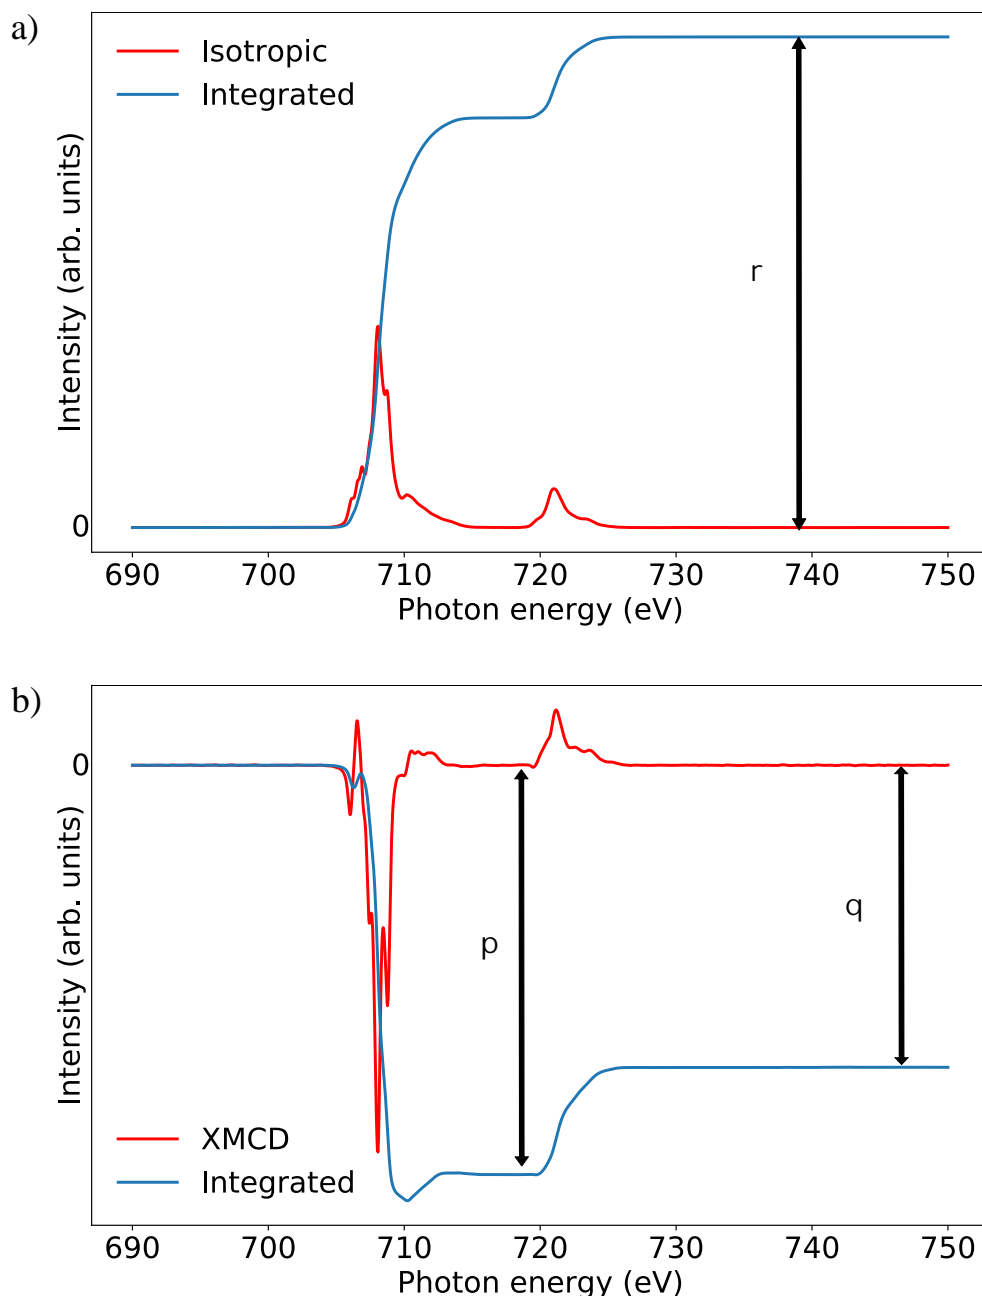 a)
Isotropic
Integrated
r
Intensity (arb. units)
0
690 700 710 720 730 740 750
Photon energy (eV)
b)
0
p
q
Intensity (arb. units)
XMCD
Integrated
690 700 710 720 730 740 750
Photon energy (eV)